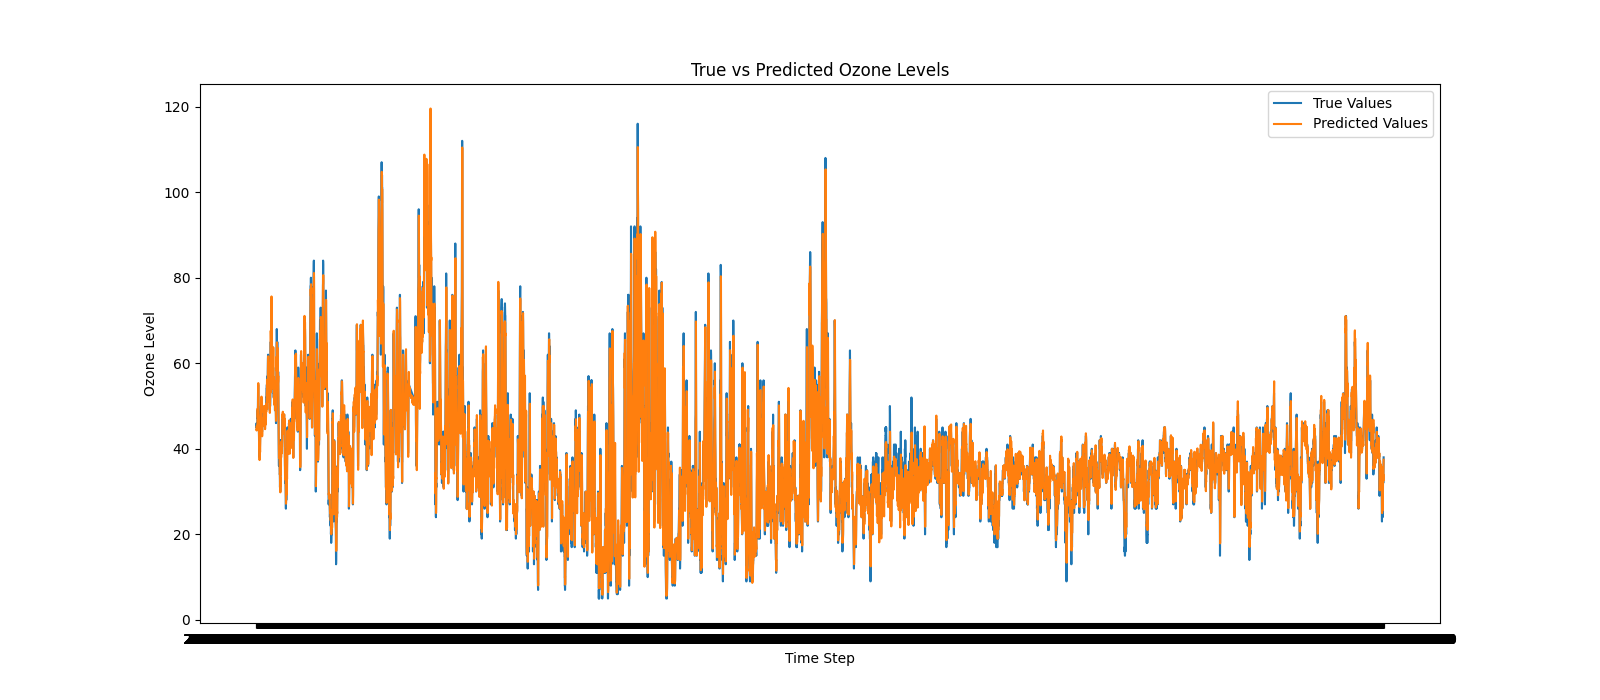 True vs Predicted Ozone Levels
True Values
Predicted Values
120
100
80
60
40
20
0
Ozone Level
Time Step